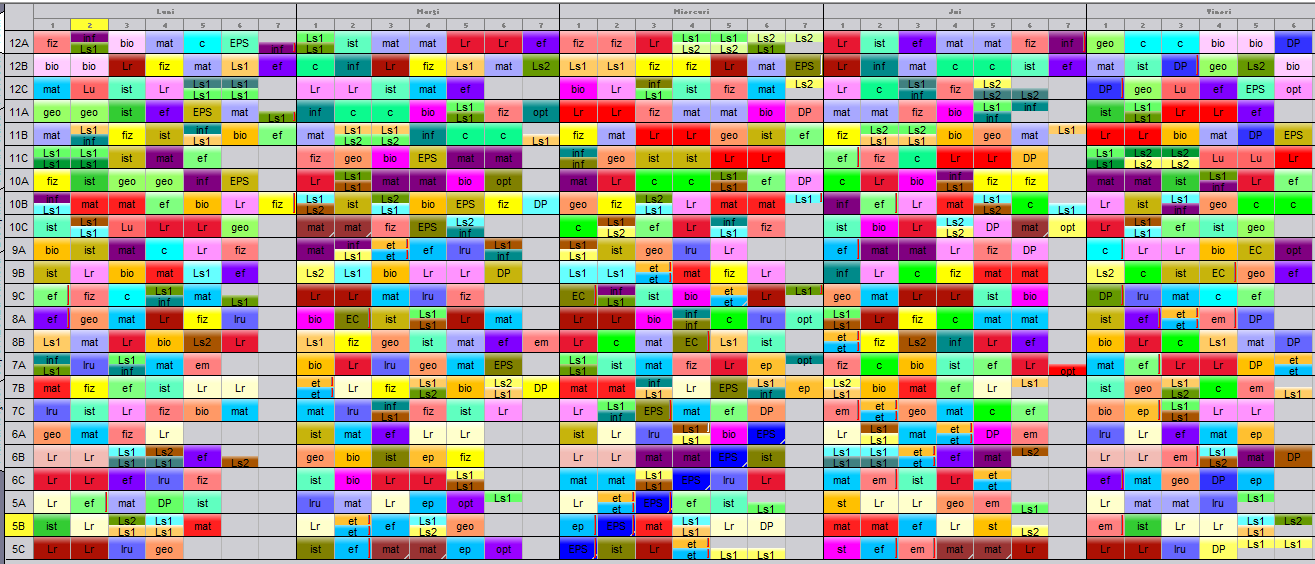 Luni Marți Miercuri Joi Vineri
1 2 3 4 5 6 7 1 2 3 4 5 6 7 1 2 3 4 5 6 7 1 2 3 4 5 6 7 1 2 3 4 5 6
12A fiz inf Ls1 bio mat c EPS inf Ls1 Ls1 ist mat mat Lr Lr ef fiz fiz Lr Ls1 Ls2 Ls1 Ls2 Ls2 Ls2 Ls2 Lr ist ef mat mat fiz inf geo c c bio bio DP
12B bio bio Lr fiz mat Ls1 ef c inf Lr fiz Ls1 mat Ls2 Ls1 Ls1 fiz fiz Lr mat EPS Lr inf mat c c ist ef mat ist DP geo Ls2 bio
12C mat Lu ist Lr Ls1 Ls1 Ls1 Ls1 Lr Lr ist mat ef bio Lr inf Ls1 geo fiz mat Ls2 Lr c Ls1 inf fiz Ls2 Ls2 inf DP geo Lu ef EPS opt
11A geo geo ist ef EPS mat Ls1 inf c c bio Ls1 Ls1 fiz opt Lr Lr fiz mat mat bio DP mat mat fiz fiz Ls1 inf inf ist Ls1 Ls1 Lr Lr ef
11B mat Ls1 Ls1 fiz ist inf Ls1 bio ef mat Ls2 Ls1 Ls2 Ls1 inf c c Ls1 fiz mat Lr Lr geo ist ef fiz Ls2 Ls1 Ls2 Ls1 bio geo mat Ls1 Lr Lr bio mat DP EPS
11C Ls1 Ls1 Ls1 Ls1 ist mat ef fiz geo bio EPS mat mat inf inf geo ist ist Lr Lr ef fiz c Lr Lr DP Ls1 Ls1 Ls2 Ls2 Ls2 Ls2 Lu Lu Lr
10A fiz ist geo geo inf EPS Lr Ls1 Ls1 mat mat bio opt mat Lr c c Ls1 Ls1 ef DP c Lr bio inf Ls1 fiz fiz mat mat ist Ls1 inf Lr ef
10B inf Ls1 mat mat ef bio Lr fiz Ls1 Ls2 ist Ls2 Ls1 bio EPS fiz DP geo fiz Ls2 Ls1 Lr mat mat Ls1 inf ef Lr mat Ls1 Ls2 c Ls1 Lr ist Ls1 inf geo c c
10C ist Ls1 Ls2 Lu Lr Lr geo mat mat fiz EPS Ls2 Ls1 c Ls1 Ls2 geo Lr inf Ls1 fiz ist bio Lr Ls2 Ls1 DP mat opt Lr Ls1 inf ef ist geo
9A bio ist mat c Lr fiz mat inf Ls1 et et ef lru Ls1 inf Ls1 Ls1 ist geo lru Lr ef mat mat Lr fiz DP c Lr Lr bio EC opt
9B ist Lr bio mat Ls1 ef Ls2 Ls1 bio Lr Lr DP Ls1 Ls1 et et mat fiz Lr inf Lr c fiz mat mat Ls2 c ist EC geo ef
9C ef fiz c Ls1 inf mat Ls1 Lr Lr mat lru fiz EC inf Ls1 ist bio et et Lr Ls1 geo mat Lr Lr ist bio DP lru mat c ef
8A ef geo mat Lr fiz lru bio EC ist Ls1 Ls1 Lr mat Lr Lr bio inf inf c lru opt Ls1 Ls1 Lr fiz c mat mat ist ef et et em DP
8B Ls1 mat Lr bio Ls2 Lr Ls1 fiz geo ist mat ef em Lr c mat EC Ls1 Lr et et fiz Ls2 inf Lr ef bio geo Lr ist mat DP
7A inf Ls1 lru Ls1 inf mat em bio Lr lru geo mat EPS Ls1 Ls1 ist mat fiz Lr ep opt fiz c bio ist ef Lr opt mat ef geo Lr DP et et
7B mat fiz ef ist Lr Lr et et Lr fiz Ls1 Ls2 bio Ls2 Ls1 DP mat mat inf Ls1 Lr EPS Ls1 inf ep Ls2 Ls1 bio mat ef Lr Ls1 ist geo Ls1 Ls2 c em Ls1
7C lru ist Lr fiz bio mat mat lru inf Ls1 fiz ist Lr Lr Ls1 inf EPS mat ef DP em et et geo mat c ef bio ep Ls1 Ls1 Lr Lr
6A geo mat fiz Lr ist mat ef Lr Lr ist Lr lru Ls1 Ls1 bio EPS Lr Ls1 Ls1 mat et et DP em lru Lr ef mat ep
6B Lr Lr Ls1 Ls1 Ls2 Ls1 ef Ls2 geo bio ist ep fiz Lr Lr mat mat EPS ist Ls1 Ls1 Ls1 Ls1 et et ef mat Ls2 Lr Lr em Ls1 Ls2 mat DP
6C Lr Lr ef lru fiz ist bio Lr Lr Ls1 Ls1 mat mat Ls1 Ls1 EPS Lr mat em ist Lr et et ef mat geo DP ep
5A Lr ef mat DP ist lru mat Lr ep opt Ls1 Lr et et EPS ef ist Ls1 st Lr Lr geo em Ls1 Lr mat mat lru
5B ist Lr Ls2 Ls1 Ls1 Ls1 mat Lr et et ef Ls1 Ls2 geo ep EPS mat Ls1 Ls1 Lr DP mat mat ef Lr st Ls2 em ist Lr Lr Ls1 Ls1 Ls2
5C Lr Lr lru geo ist ef mat mat ep opt EPS ist Lr et et Ls1 Ls1 st ef em mat mat Lr Lr Lr lru DP Ls1 Ls1